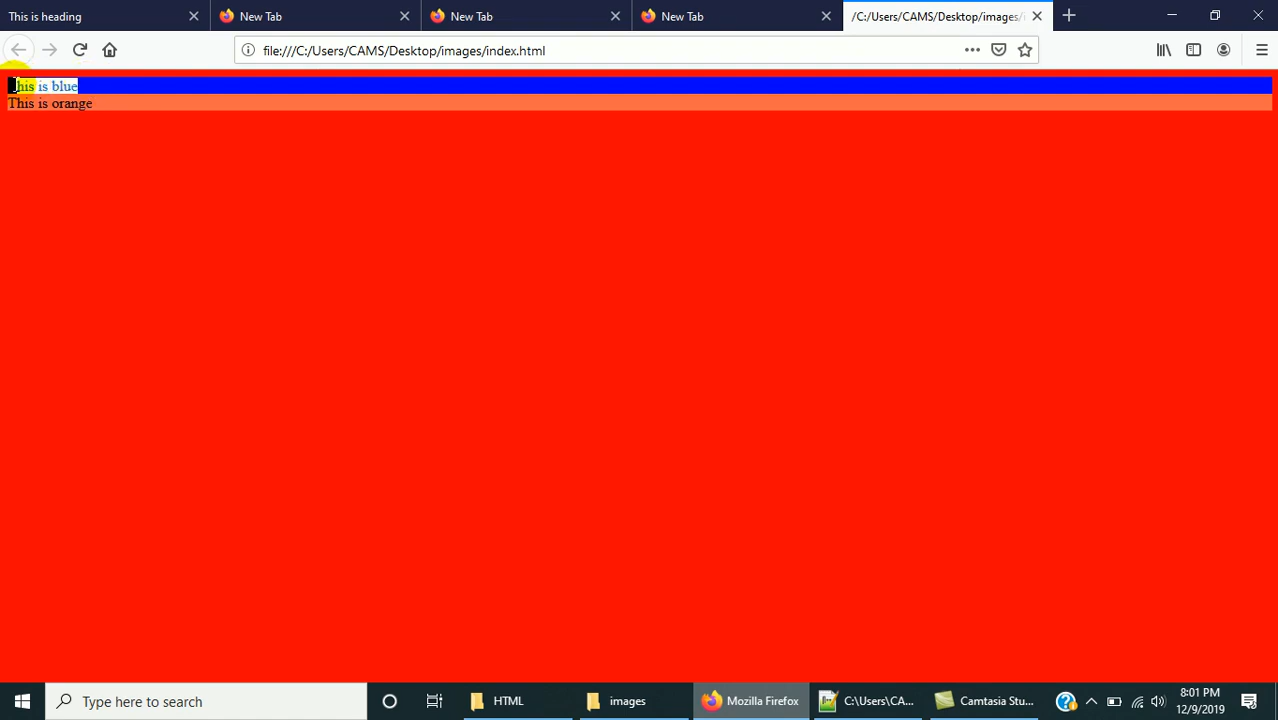 This is heading
New Tab
New Tab
New Tab
/C:/Users/CAMS/Desktop/images/
file:///C:/Users/CAMS/Desktop/images/index.html
This is blue
This is orange
Type here to search
HTML
images
Mozilla Firefox
C:\Users\CA...
Camtasia Stu...
8:01 PM
12/9/2019